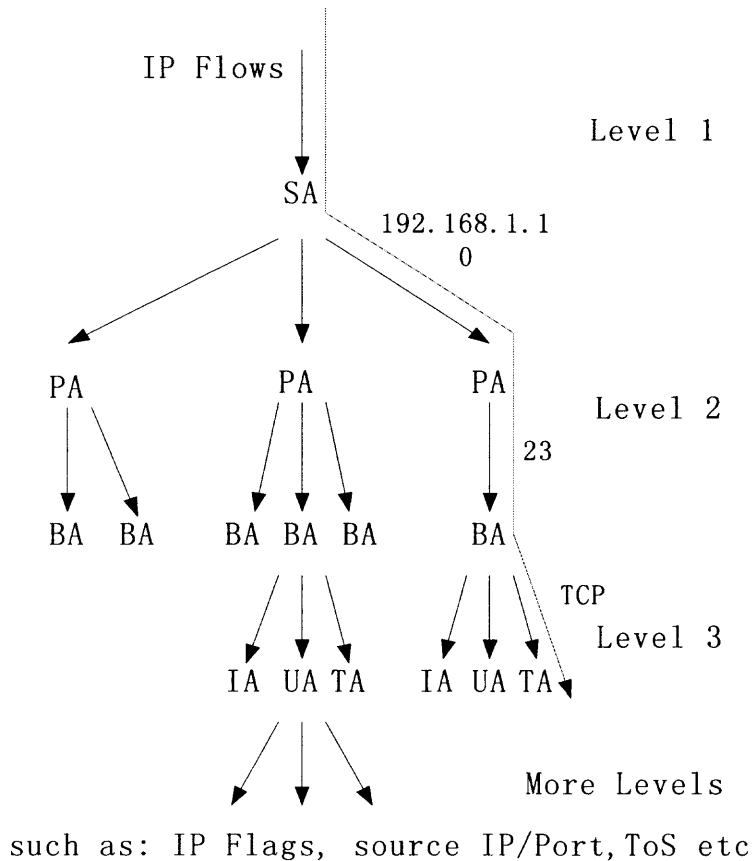 IP Flows
Level 1
SA
192.168.1.1
0
PA PA PA
Level 2
23
BA BA BA BA BA BA
TCP
Level 3
IA UA TA IA UA TA
More Levels
such as: IP Flags, source IP/Port, ToS etc